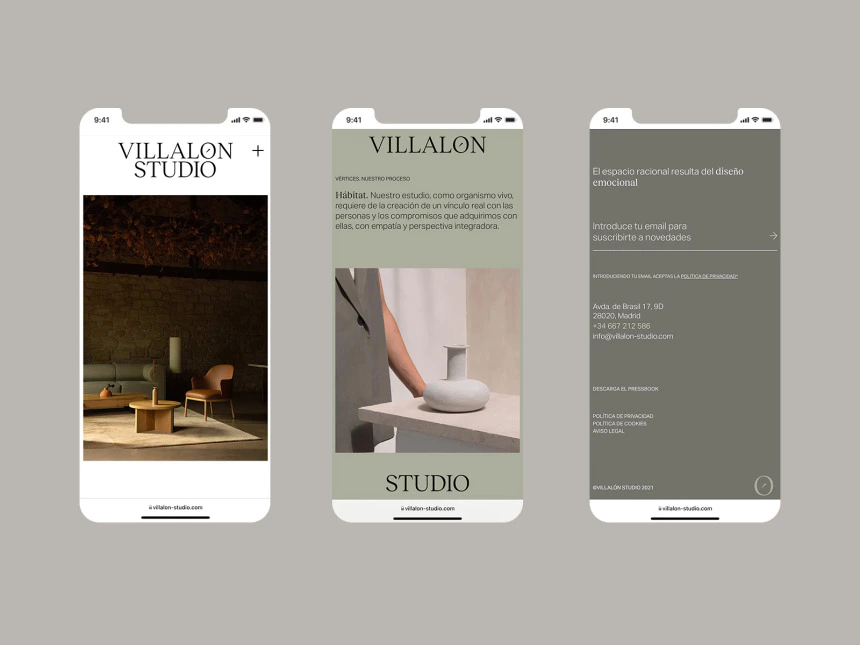 9:41
VILLALÓN
STUDIO
villalon-studio.com
9:41
VILLALÓN
VÉRTICES, NUESTRO PROCESO
Hábitat. Nuestro estudio, como organismo vivo,
requiere de la creación de un vínculo real con las
personas y los compromisos que adquirimos con
ellas, con empatía y perspectiva integradora.
STUDIO
villalon-studio.com
9:41
El espacio racional resulta del diseño
emocional
Introduce tu email para
suscribirte a novedades
INTRODUCIENDO TU EMAIL ACEPTAS LA POLÍTICA DE PRIVACIDAD*
Avda. de Brasil 17, 9D
28020, Madrid
+34 667 212 586
info@villalon-studio.com
DESCARGA EL PRESSBOOK
POLÍTICA DE PRIVACIDAD
POLÍTICA DE COOKIES
AVISO LEGAL
©VILLALÓN STUDIO 2021
villalon-studio.com